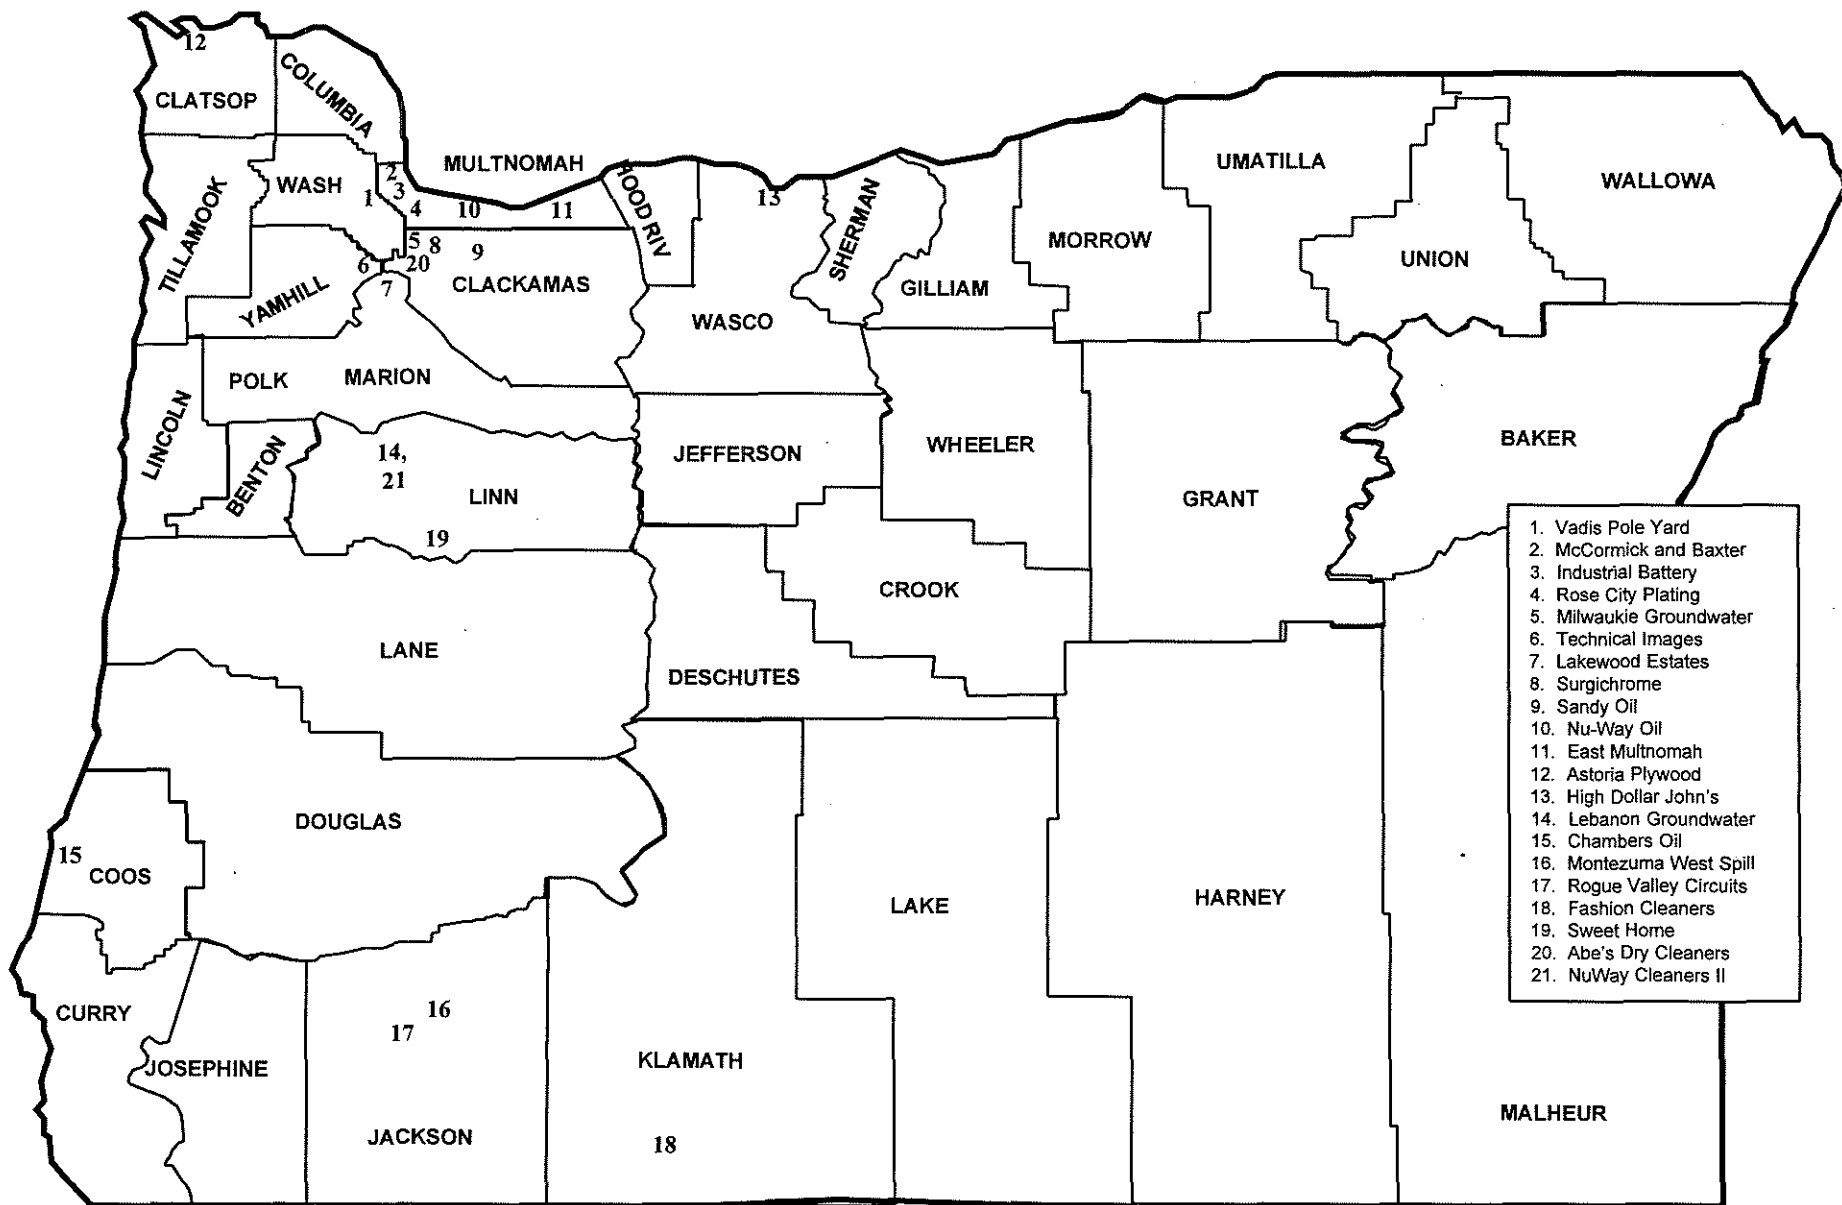 12
CLATSOP
COLUMBIA
MULTNOMAH
TILLAMOOK
WASH
1
2
3
4
10
11
HOOD RIV
13
SHERMAN
MORROW
UMATILLA
WALLOWA
UNION
5
8
9
6
20
7
CLACKAMAS
YAMHILL
WASCO
GILLIAM
POLK
MARION
LINCOLN
BENTON
14,
21
LINN
19
JEFFERSON
WHEELER
GRANT
BAKER
CROOK
LANE
DESCHUTES
DOUGLAS
15
COOS
LAKE
HARNEY
CURRY
16
17
JOSEPHINE
JACKSON
KLAMATH
18
MALHEUR
1. Vadis Pole Yard
2. McCormick and Baxter
3. Industrial Battery
4. Rose City Plating
5. Milwaukie Groundwater
6. Technical Images
7. Lakewood Estates
8. Surgichrome
9. Sandy Oil
10. Nu-Way Oil
11. East Multnomah
12. Astoria Plywood
13. High Dollar John's
14. Lebanon Groundwater
15. Chambers Oil
16. Montezuma West Spill
17. Rogue Valley Circuits
18. Fashion Cleaners
19. Sweet Home
20. Abe's Dry Cleaners
21. NuWay Cleaners II